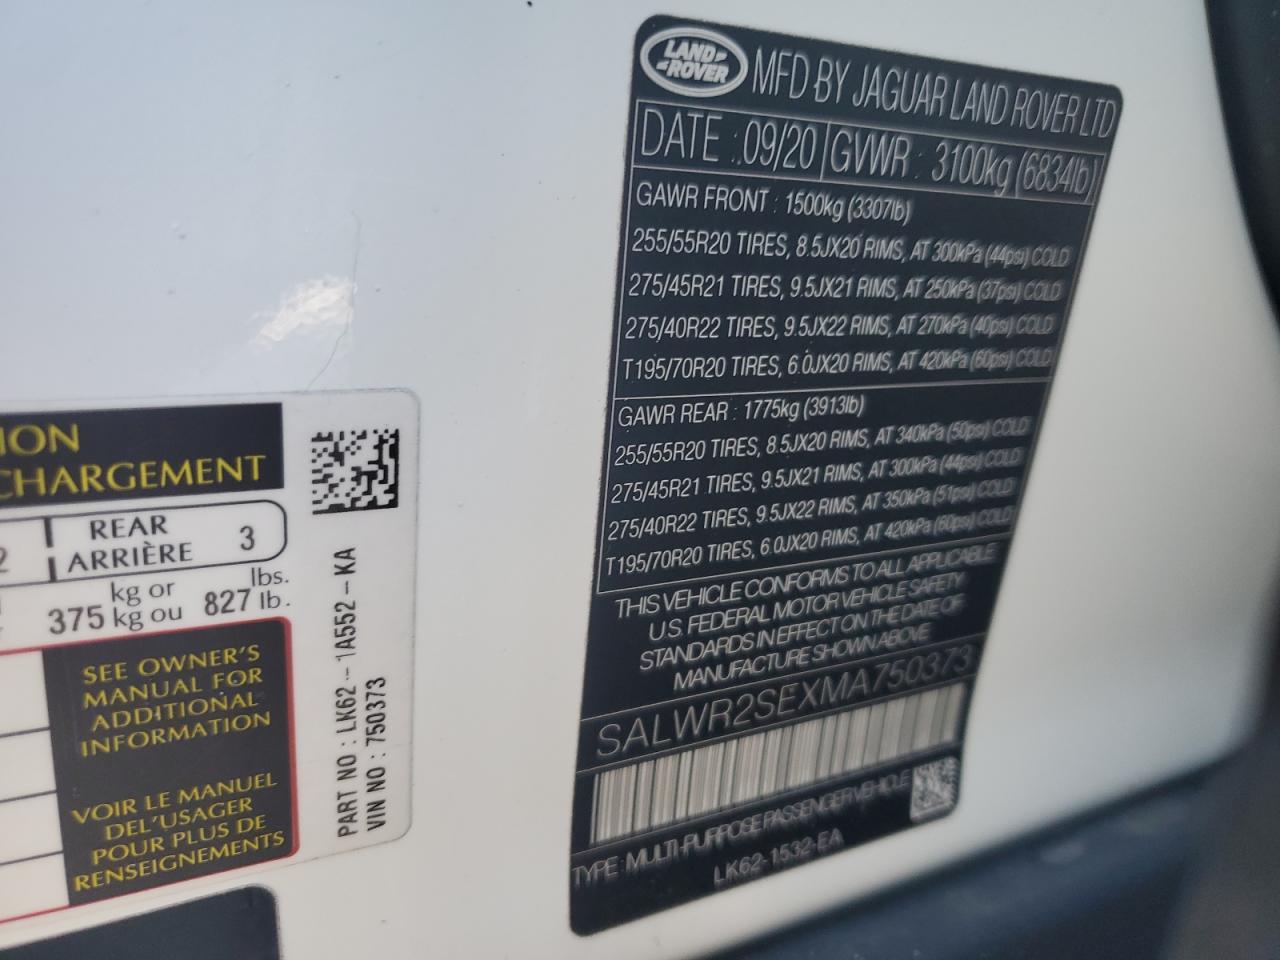 ION
CHARGEMENT
2 REAR ARRIÈRE 3
375 kg or kg ou 827 lbs. lb.
SEE OWNER'S
MANUAL FOR
ADDITIONAL
INFORMATION
VOIR LE MANUEL
DEL'USAGER
POUR PLUS DE
RENSEIGNEMENTS
PART NO : LK62--1A552--KA
VIN NO : 750373
LAND
ROVER
MFD BY JAGUAR LAND ROVER LTD
DATE : 09/20 GVWR : 3100kg (6834lb)
GAWR FRONT : 1500kg (3307lb)
255/55R20 TIRES, 8.5JX20 RIMS, AT 300kPa (44psi) COLD
275/45R21 TIRES, 9.5JX21 RIMS, AT 250kPa (37psi) COLD
275/40R22 TIRES, 9.5JX22 RIMS, AT 270kPa (40psi) COLD
T195/70R20 TIRES, 6.0JX20 RIMS, AT 420kPa (60psi) COLD
GAWR REAR : 1775kg (3913lb)
255/55R20 TIRES, 8.5JX20 RIMS, AT 340kPa (50psi) COLD
275/45R21 TIRES, 9.5JX21 RIMS, AT 300kPa (44psi) COLD
275/40R22 TIRES, 9.5JX22 RIMS, AT 350kPa (51psi) COLD
T195/70R20 TIRES, 6.0JX20 RIMS, AT 420kPa (60psi) COLD
THIS VEHICLE CONFORMS TO ALL APPLICABLE
U.S. FEDERAL MOTOR VEHICLE SAFETY
STANDARDS IN EFFECT ON THE DATE OF
MANUFACTURE SHOWN ABOVE
SALWR2SEXMA750373
TYPE: MULTI-PURPOSE PASSENGER VEHICLE
LK62-1532-EA